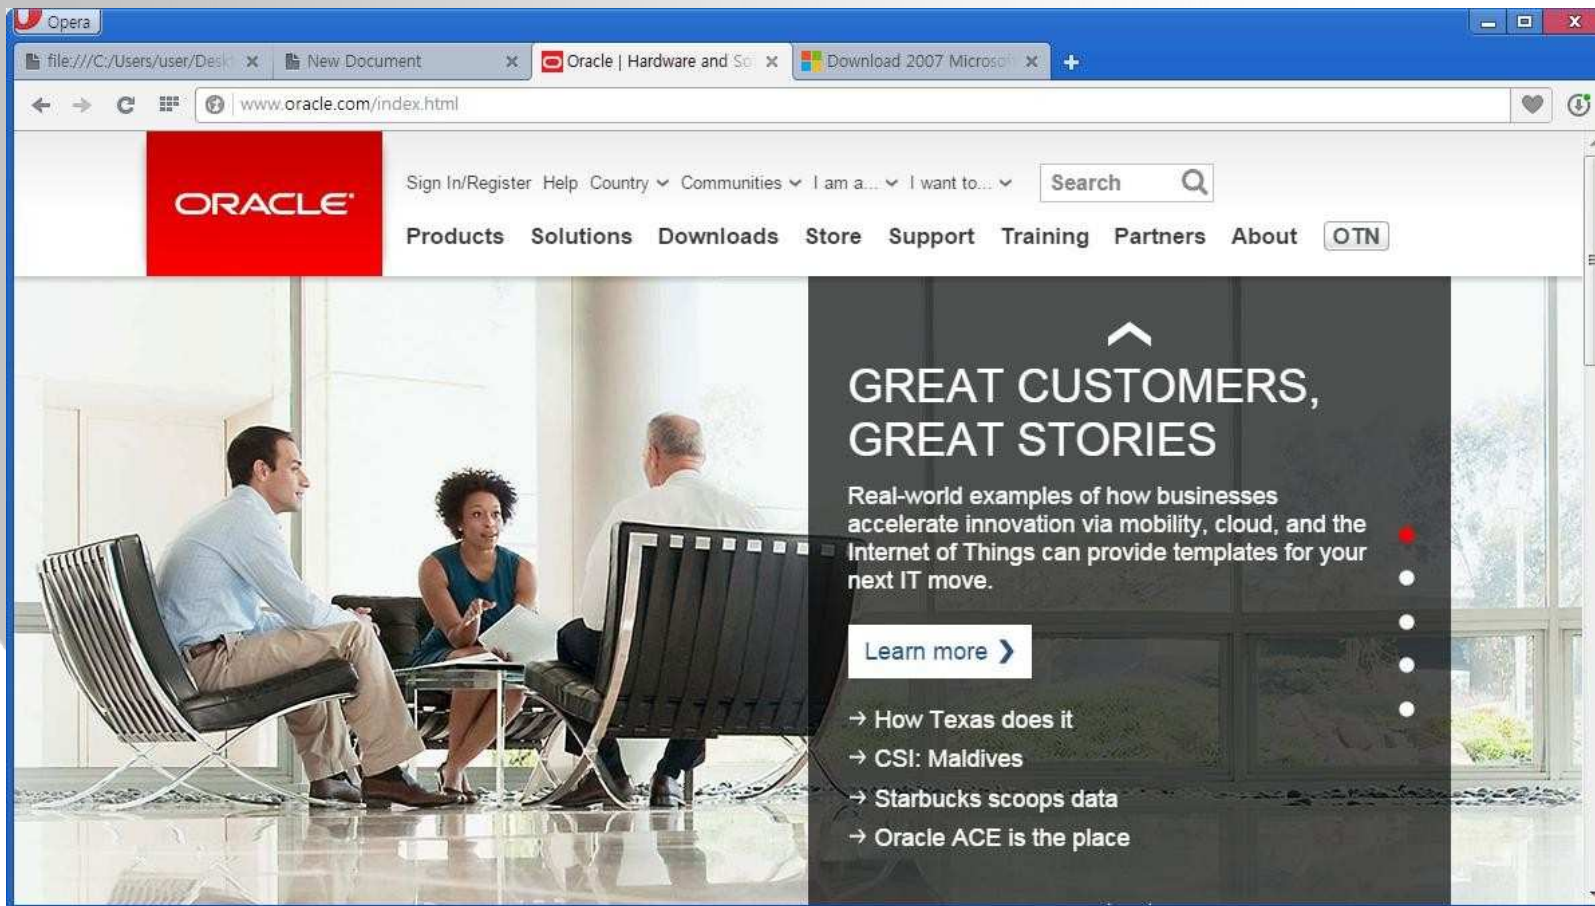 Opera
file:///C:/Users/user/Desk
New Document
Oracle | Hardware and So
Download 2007 Microsoft
www.oracle.com/index.html
ORACLE
Sign In/Register Help Country Communities I am a... I want to... Search
Products Solutions Downloads Store Support Training Partners About OTN
GREAT CUSTOMERS,
GREAT STORIES
Real-world examples of how businesses
accelerate innovation via mobility, cloud, and the
Internet of Things can provide templates for your
next IT move.
Learn more ❯
→ How Texas does it
→ CSI: Maldives
→ Starbucks scoops data
→ Oracle ACE is the place